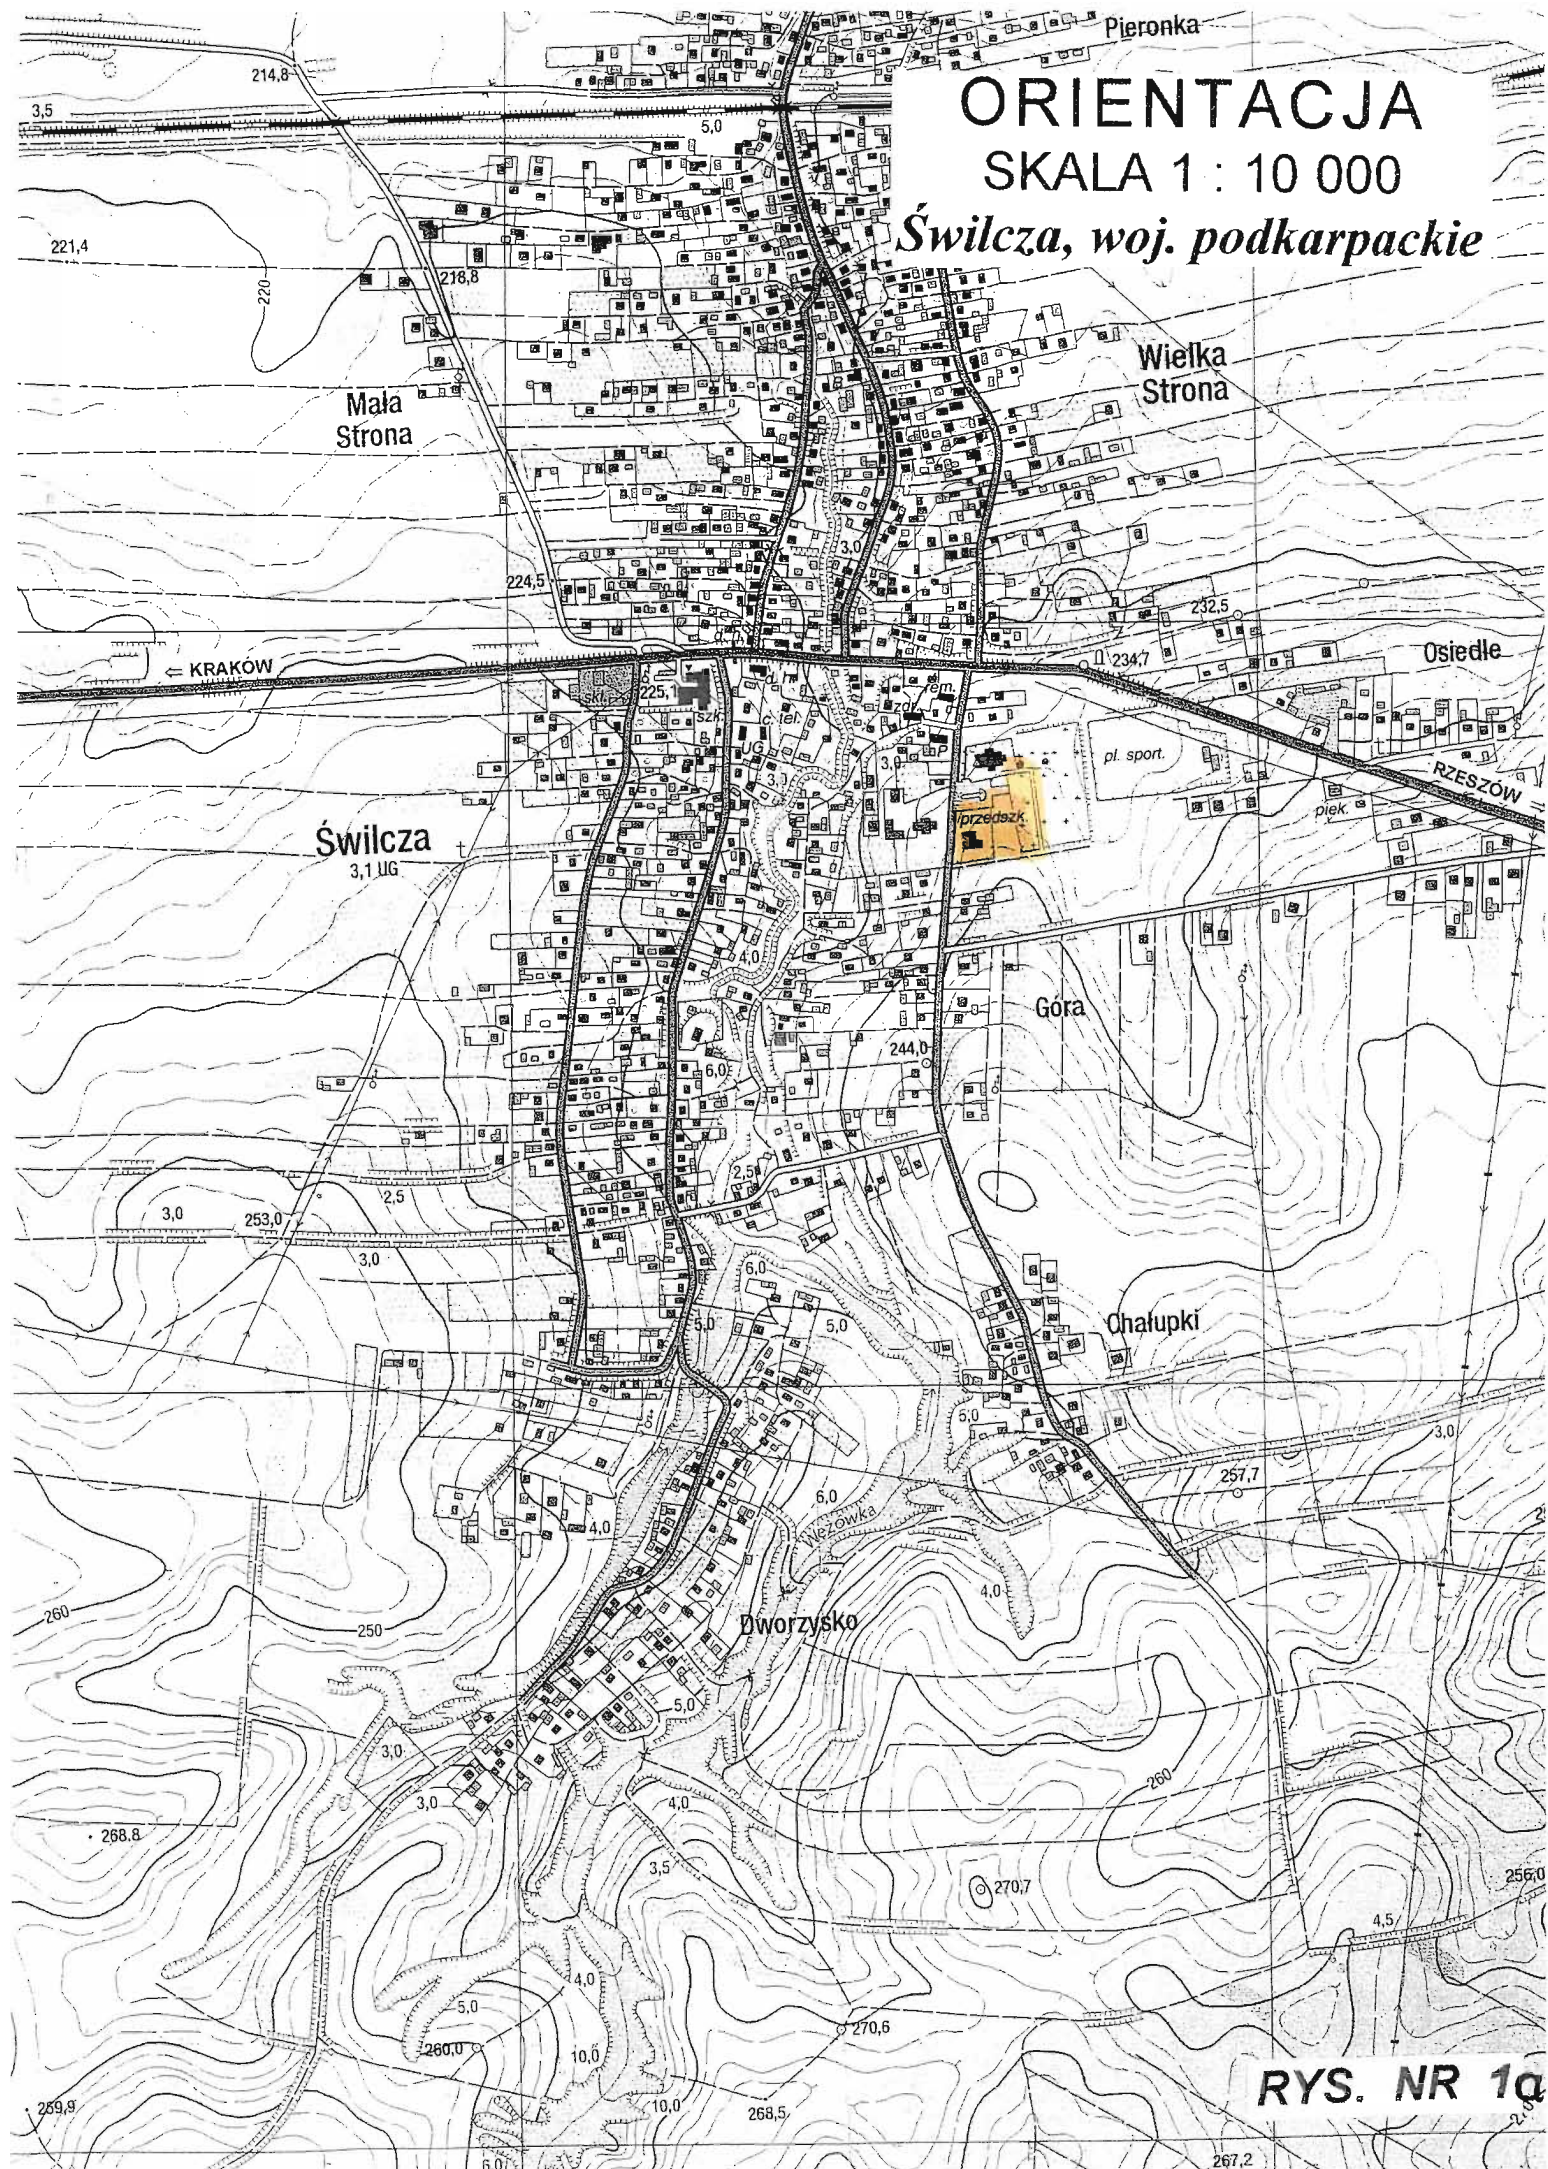 Pieronka
ORIENTACJA
SKALA 1 : 10 000
Świlcza, woj. podkarpackie
214,8
3,5
5,0
221,4
220
218,8
Wielka
Strona
Mała
Strona
3,0
224,5
232,5
⇐ KRAKÓW
234,7
Osiedle
225,1
szk.
c. tel.
zdr.
rem.
UG
P
3,0
3,0
pl. sport.
RZESZÓW
piek.
przedszk.
Świlcza
3,1 UG
4,0
Góra
244,0
6,0
2,5
2,5
3,0
253,0
3,0
6,0
5,0
5,0
Chałupki
5,0
3,0
257,7
6,0
4,0
Wężówka
4,0
260
250
Dworzysko
5,0
3,0
260
3,0
4,0
268,8
3,5
270,7
256,0
4,5
4,0
5,0
270,6
260,0
10,0
RYS. NR 1a
259,9
10,0
268,5
6,0
267,2